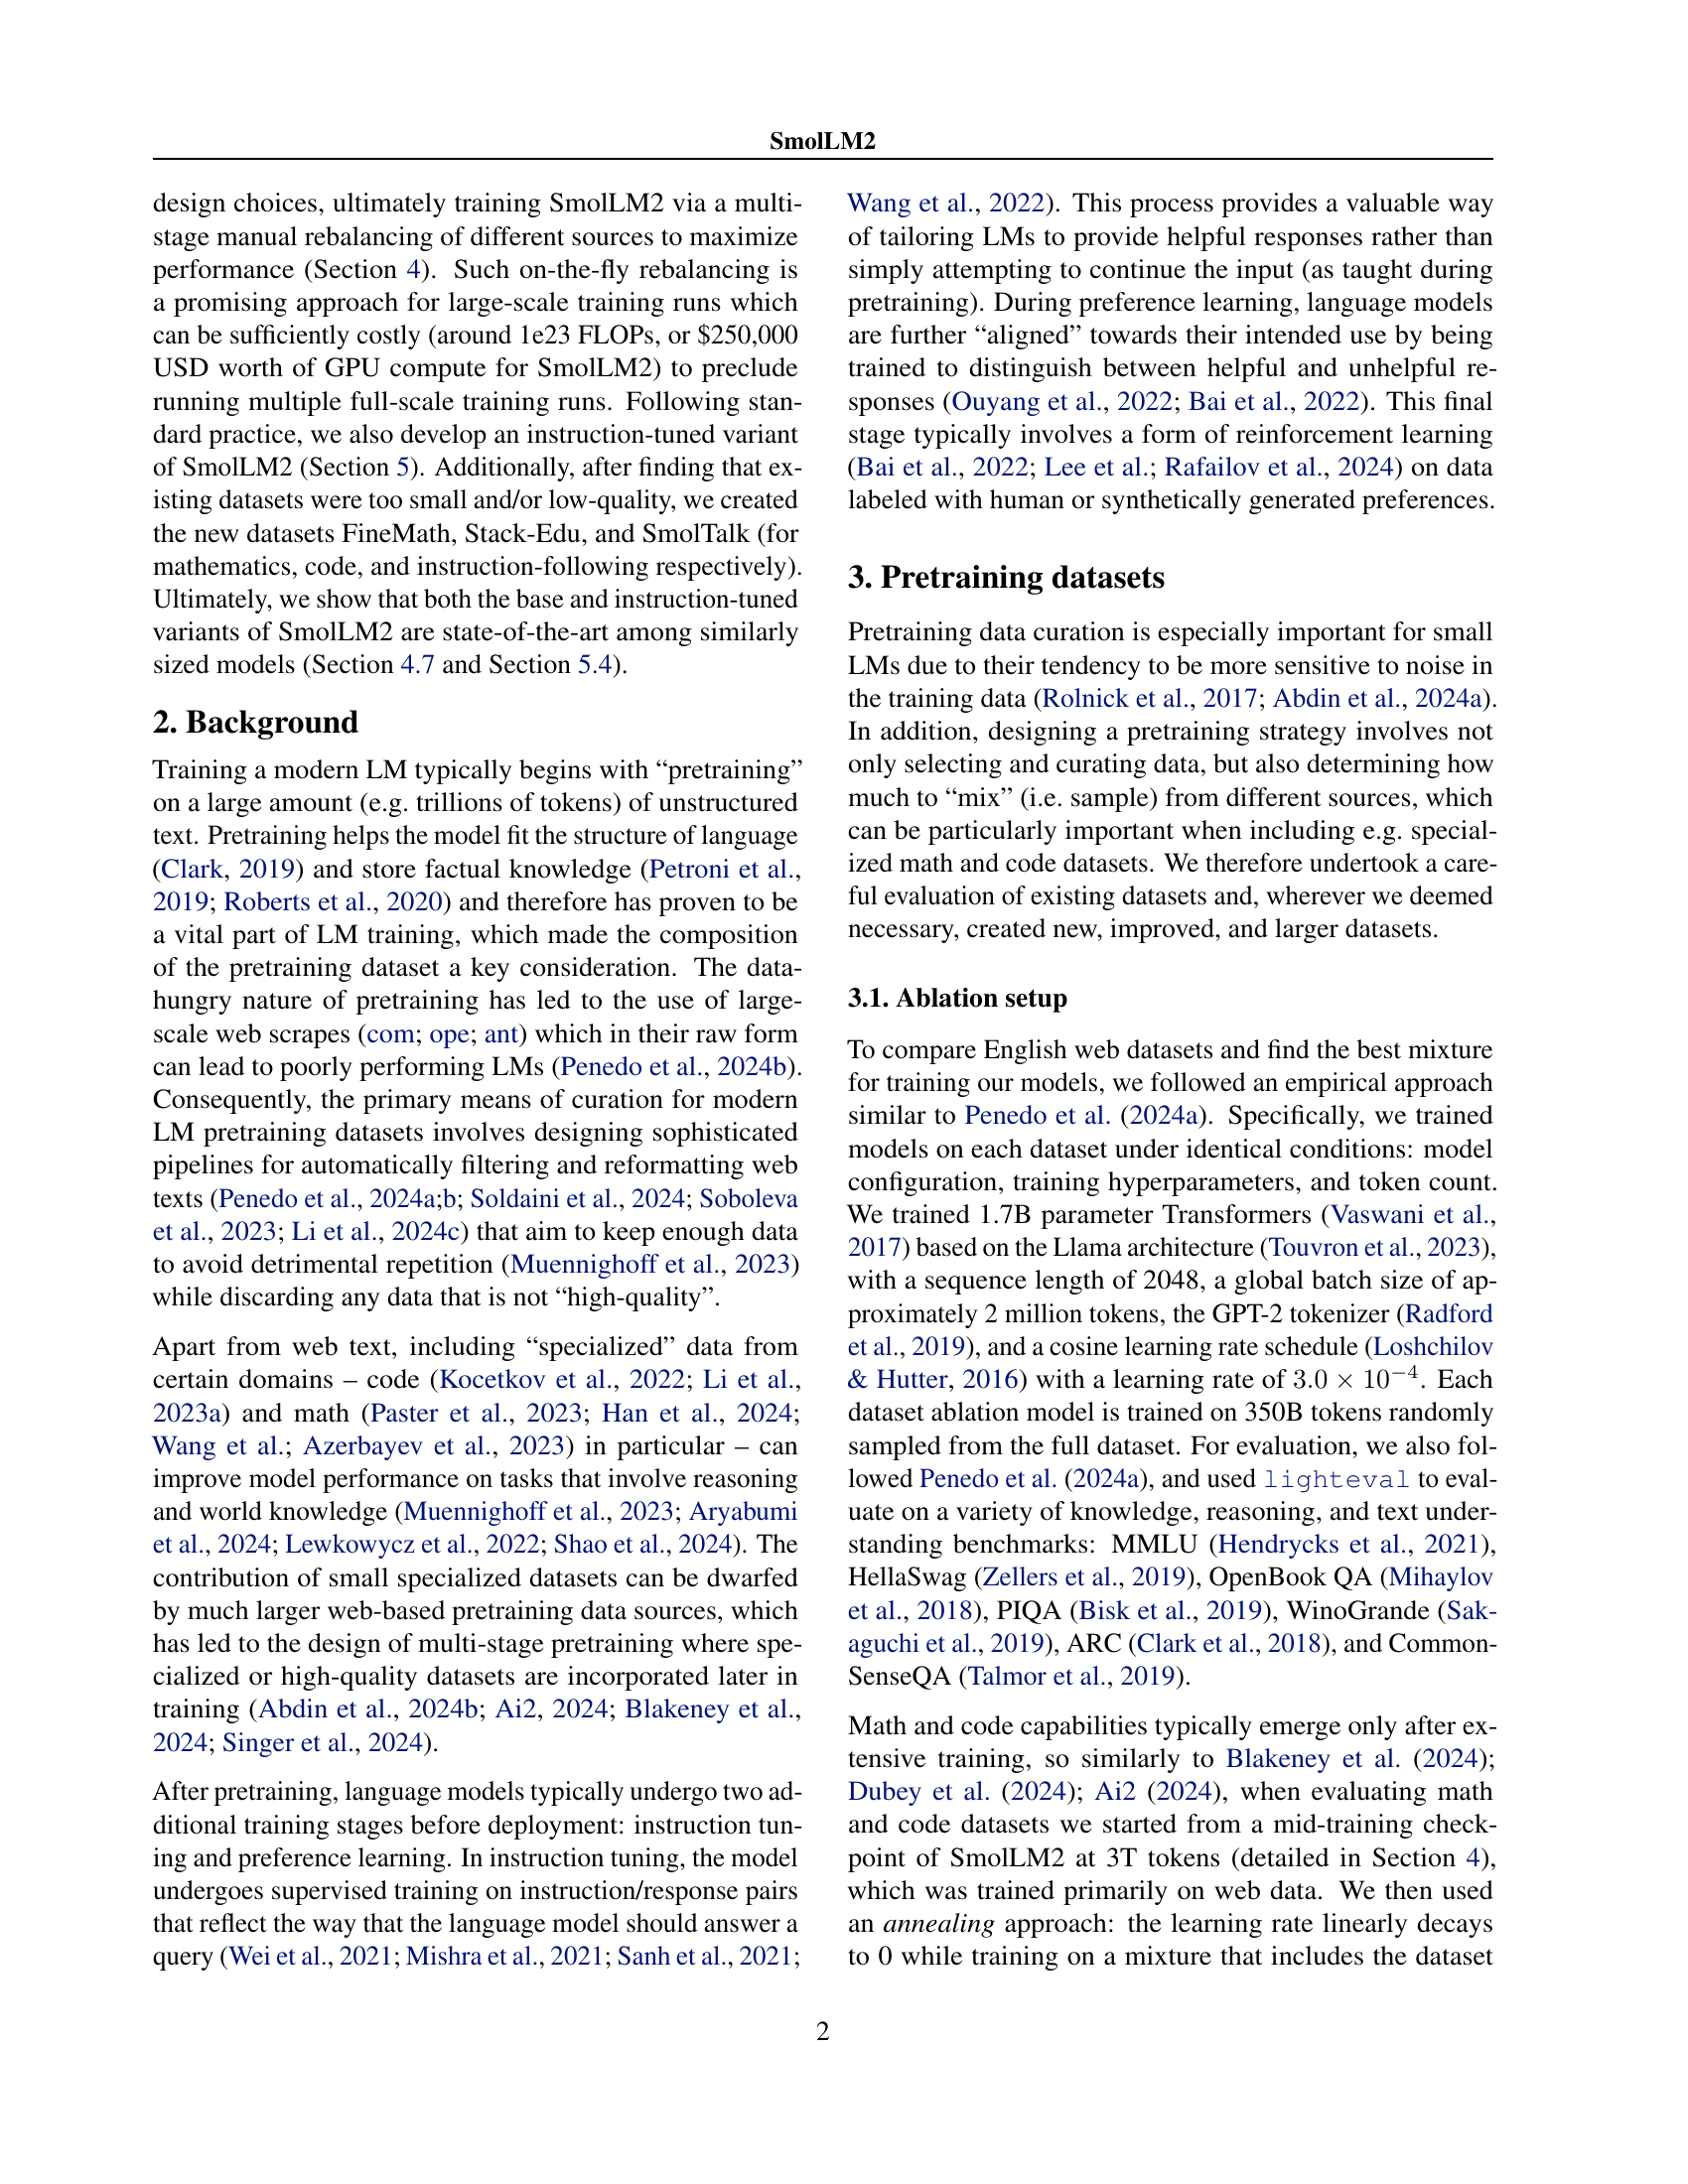 SmolLM2
design choices, ultimately training SmolLM2 via a multi-
stage manual rebalancing of different sources to maximize
performance (Section 4). Such on-the-fly rebalancing is
a promising approach for large-scale training runs which
can be sufficiently costly (around 1e23 FLOPs, or $250,000
USD worth of GPU compute for SmolLM2) to preclude
running multiple full-scale training runs. Following stan-
dard practice, we also develop an instruction-tuned variant
of SmolLM2 (Section 5). Additionally, after finding that ex-
isting datasets were too small and/or low-quality, we created
the new datasets FineMath, Stack-Edu, and SmolTalk (for
mathematics, code, and instruction-following respectively).
Ultimately, we show that both the base and instruction-tuned
variants of SmolLM2 are state-of-the-art among similarly
sized models (Section 4.7 and Section 5.4).
2. Background
Training a modern LM typically begins with “pretraining”
on a large amount (e.g. trillions of tokens) of unstructured
text. Pretraining helps the model fit the structure of language
(Clark, 2019) and store factual knowledge (Petroni et al.,
2019; Roberts et al., 2020) and therefore has proven to be
a vital part of LM training, which made the composition
of the pretraining dataset a key consideration. The data-
hungry nature of pretraining has led to the use of large-
scale web scrapes (com; ope; ant) which in their raw form
can lead to poorly performing LMs (Penedo et al., 2024b).
Consequently, the primary means of curation for modern
LM pretraining datasets involves designing sophisticated
pipelines for automatically filtering and reformatting web
texts (Penedo et al., 2024a;b; Soldaini et al., 2024; Soboleva
et al., 2023; Li et al., 2024c) that aim to keep enough data
to avoid detrimental repetition (Muennighoff et al., 2023)
while discarding any data that is not “high-quality”.
Apart from web text, including “specialized” data from
certain domains – code (Kocetkov et al., 2022; Li et al.,
2023a) and math (Paster et al., 2023; Han et al., 2024;
Wang et al.; Azerbayev et al., 2023) in particular – can
improve model performance on tasks that involve reasoning
and world knowledge (Muennighoff et al., 2023; Aryabumi
et al., 2024; Lewkowycz et al., 2022; Shao et al., 2024). The
contribution of small specialized datasets can be dwarfed
by much larger web-based pretraining data sources, which
has led to the design of multi-stage pretraining where spe-
cialized or high-quality datasets are incorporated later in
training (Abdin et al., 2024b; Ai2, 2024; Blakeney et al.,
2024; Singer et al., 2024).
After pretraining, language models typically undergo two ad-
ditional training stages before deployment: instruction tun-
ing and preference learning. In instruction tuning, the model
undergoes supervised training on instruction/response pairs
that reflect the way that the language model should answer a
query (Wei et al., 2021; Mishra et al., 2021; Sanh et al., 2021;
Wang et al., 2022). This process provides a valuable way
of tailoring LMs to provide helpful responses rather than
simply attempting to continue the input (as taught during
pretraining). During preference learning, language models
are further “aligned” towards their intended use by being
trained to distinguish between helpful and unhelpful re-
sponses (Ouyang et al., 2022; Bai et al., 2022). This final
stage typically involves a form of reinforcement learning
(Bai et al., 2022; Lee et al.; Rafailov et al., 2024) on data
labeled with human or synthetically generated preferences.
3. Pretraining datasets
Pretraining data curation is especially important for small
LMs due to their tendency to be more sensitive to noise in
the training data (Rolnick et al., 2017; Abdin et al., 2024a).
In addition, designing a pretraining strategy involves not
only selecting and curating data, but also determining how
much to “mix” (i.e. sample) from different sources, which
can be particularly important when including e.g. special-
ized math and code datasets. We therefore undertook a care-
ful evaluation of existing datasets and, wherever we deemed
necessary, created new, improved, and larger datasets.
3.1. Ablation setup
To compare English web datasets and find the best mixture
for training our models, we followed an empirical approach
similar to Penedo et al. (2024a). Specifically, we trained
models on each dataset under identical conditions: model
configuration, training hyperparameters, and token count.
We trained 1.7B parameter Transformers (Vaswani et al.,
2017) based on the Llama architecture (Touvron et al., 2023),
with a sequence length of 2048, a global batch size of ap-
proximately 2 million tokens, the GPT-2 tokenizer (Radford
et al., 2019), and a cosine learning rate schedule (Loshchilov
& Hutter, 2016) with a learning rate of 3.0 × 10⁻⁴. Each
dataset ablation model is trained on 350B tokens randomly
sampled from the full dataset. For evaluation, we also fol-
lowed Penedo et al. (2024a), and used lighteval to eval-
uate on a variety of knowledge, reasoning, and text under-
standing benchmarks: MMLU (Hendrycks et al., 2021),
HellaSwag (Zellers et al., 2019), OpenBook QA (Mihaylov
et al., 2018), PIQA (Bisk et al., 2019), WinoGrande (Sak-
aguchi et al., 2019), ARC (Clark et al., 2018), and Common-
SenseQA (Talmor et al., 2019).
Math and code capabilities typically emerge only after ex-
tensive training, so similarly to Blakeney et al. (2024);
Dubey et al. (2024); Ai2 (2024), when evaluating math
and code datasets we started from a mid-training check-
point of SmolLM2 at 3T tokens (detailed in Section 4),
which was trained primarily on web data. We then used
an annealing approach: the learning rate linearly decays
to 0 while training on a mixture that includes the dataset
2